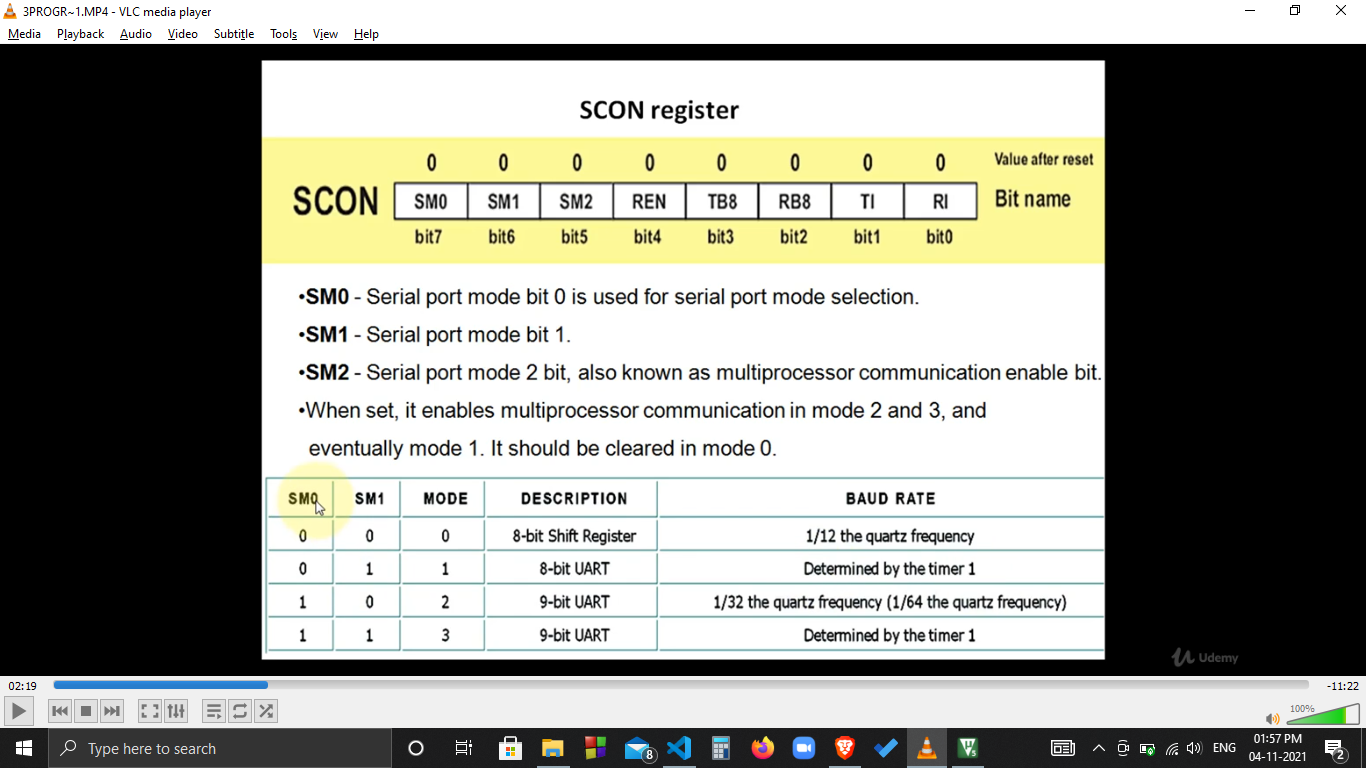 3PROGR~1.MP4 - VLC media player
Media Playback Audio Video Subtitle Tools View Help
SCON register
0 0 0 0 0 0 0 0 Value after reset
SCON SM0 SM1 SM2 REN TB8 RB8 TI RI Bit name
bit7 bit6 bit5 bit4 bit3 bit2 bit1 bit0
•SM0 - Serial port mode bit 0 is used for serial port mode selection.
•SM1 - Serial port mode bit 1.
•SM2 - Serial port mode 2 bit, also known as multiprocessor communication enable bit.
•When set, it enables multiprocessor communication in mode 2 and 3, and
eventually mode 1. It should be cleared in mode 0.
SM0 SM1 MODE DESCRIPTION BAUD RATE
0 0 0 8-bit Shift Register 1/12 the quartz frequency
0 1 1 8-bit UART Determined by the timer 1
1 0 2 9-bit UART 1/32 the quartz frequency (1/64 the quartz frequency)
1 1 3 9-bit UART Determined by the timer 1
Udemy
02:19 -11:22
100%
Type here to search 8 ENG 01:57 PM
04-11-2021 2